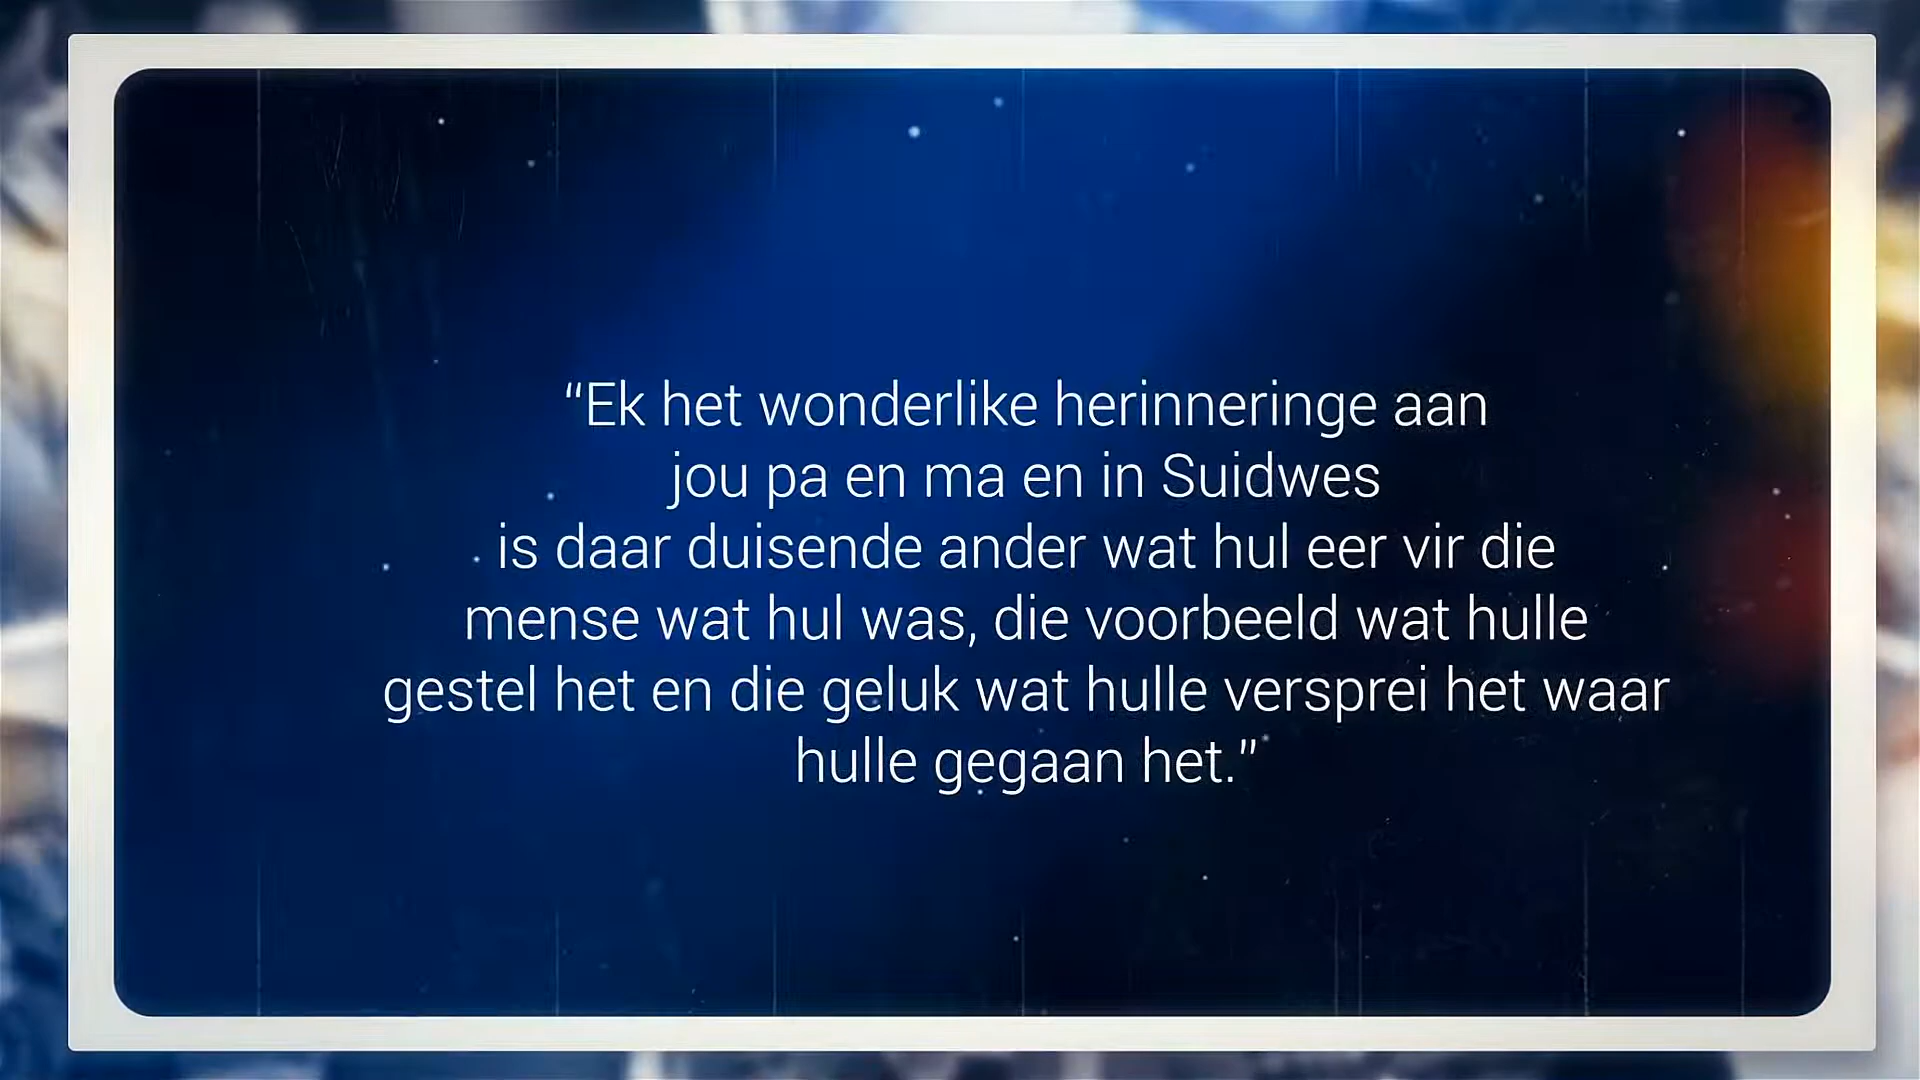 “Ek het wonderlike herinneringe aan
jou pa en ma en in Suidwes
is daar duisende ander wat hul eer vir die
mense wat hul was, die voorbeeld wat hulle
gestel het en die geluk wat hulle versprei het waar
hulle gegaan het.”